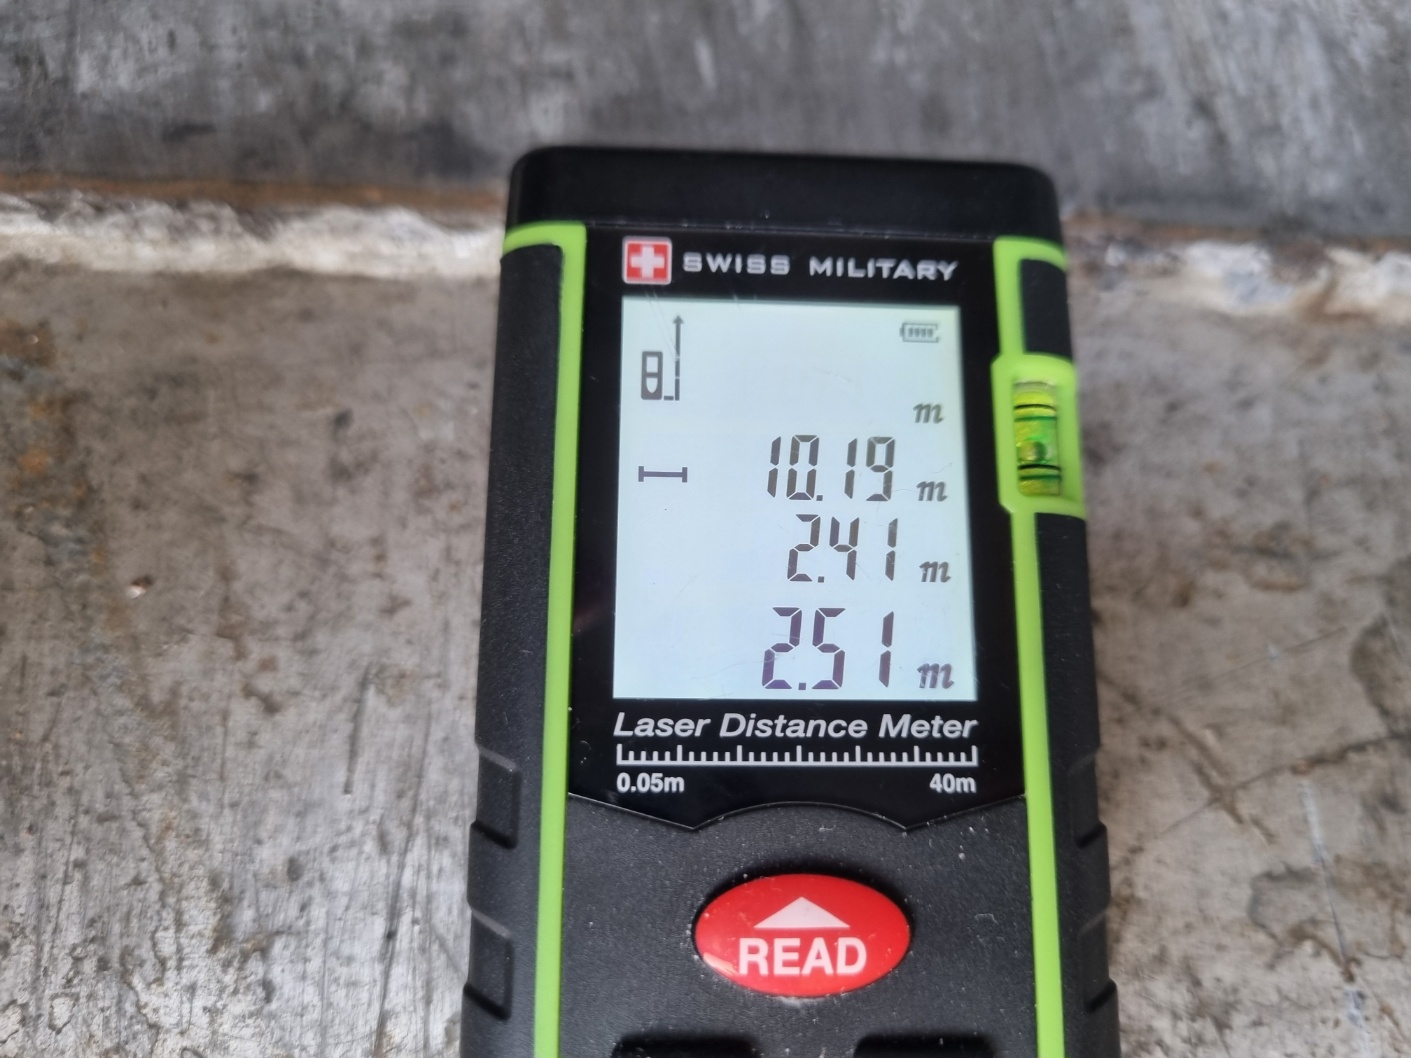 SWISS MILITARY
m
10.19 m
2.41 m
2.51 m
Laser Distance Meter
0.05m 40m
READ